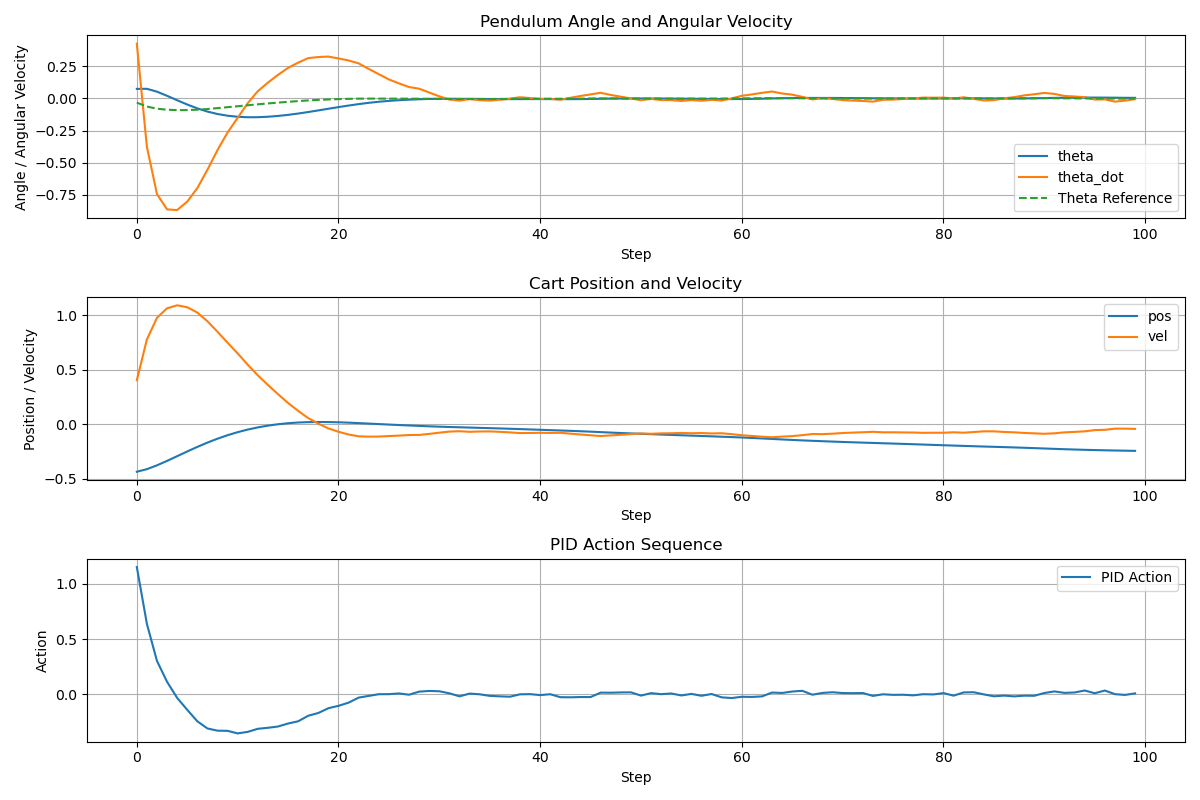 Pendulum Angle and Angular Velocity
Angle / Angular Velocity
0.25
0.00
−0.25
−0.50
−0.75
theta
theta_dot
Theta Reference
0 20 40 60 80 100
Step
Cart Position and Velocity
Position / Velocity
1.0
0.5
0.0
−0.5
pos
vel
0 20 40 60 80 100
Step
PID Action Sequence
Action
1.0
0.5
0.0
PID Action
0 20 40 60 80 100
Step